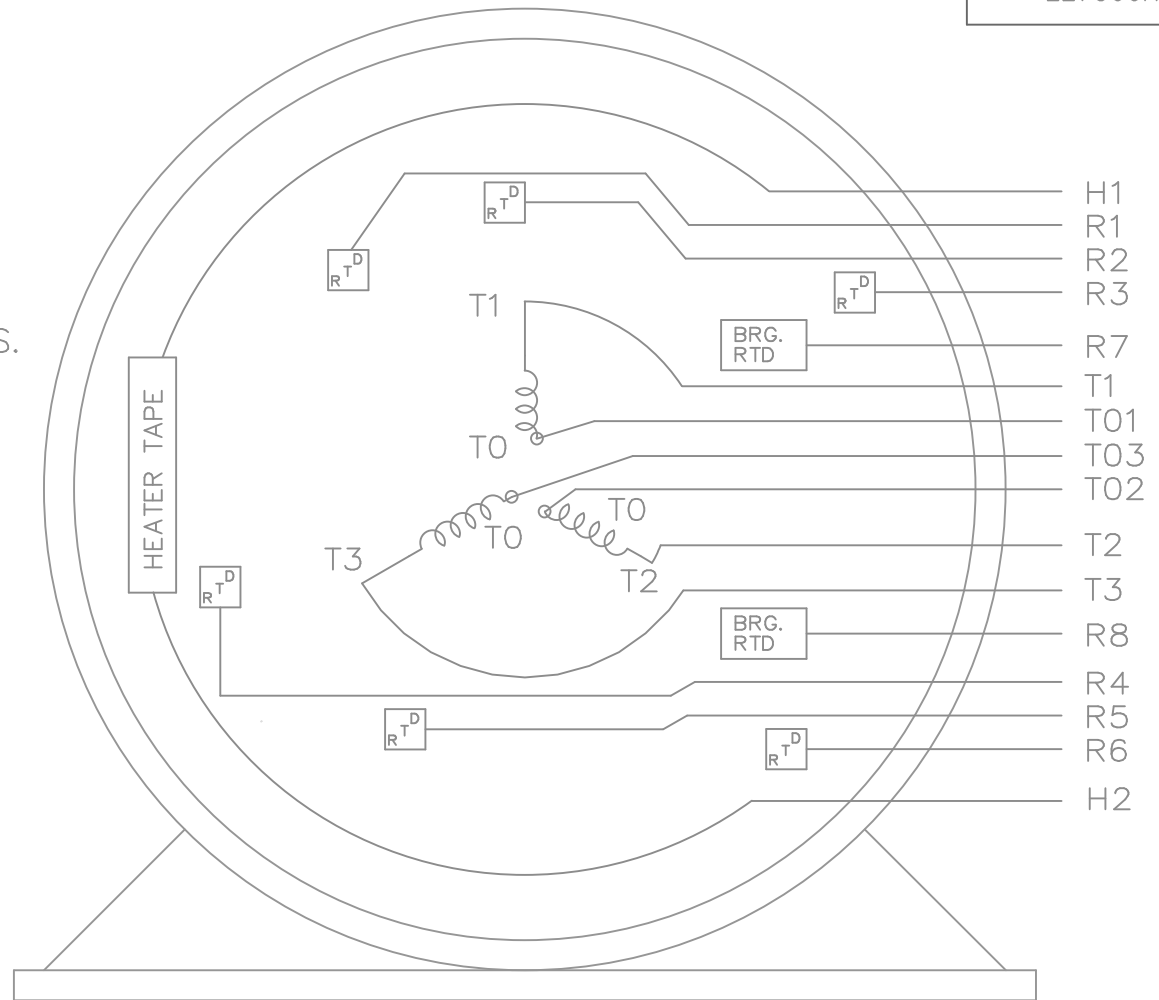 H1
R1
R2
R3
R7
T1
T01
T03
T02
T2
T3
R8
R4
R5
R6
H2
RTD
RTD
RTD
T1
BRG.
RTD
S.
HEATER TAPE
T0
T0
T0
T3
T2
RTD
BRG.
RTD
RTD
RTD